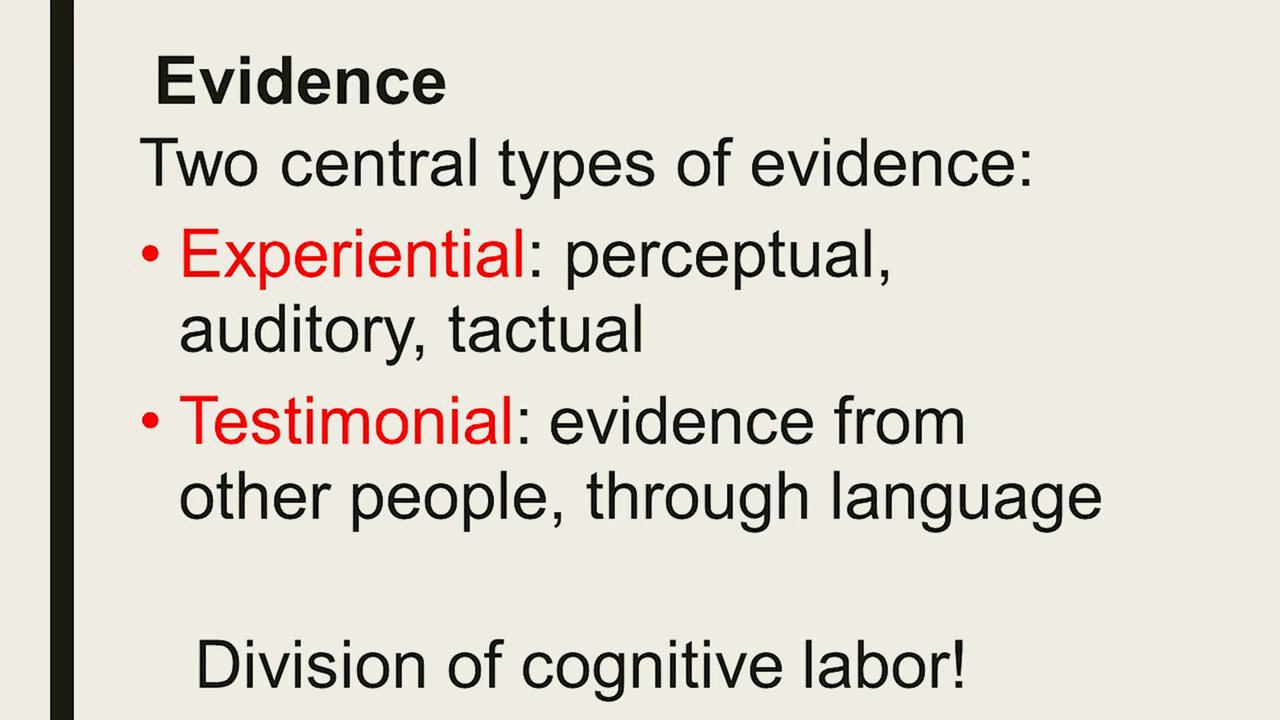 Evidence
Two central types of evidence:
• Experiential: perceptual,
auditory, tactual
• Testimonial: evidence from
other people, through language
Division of cognitive labor!